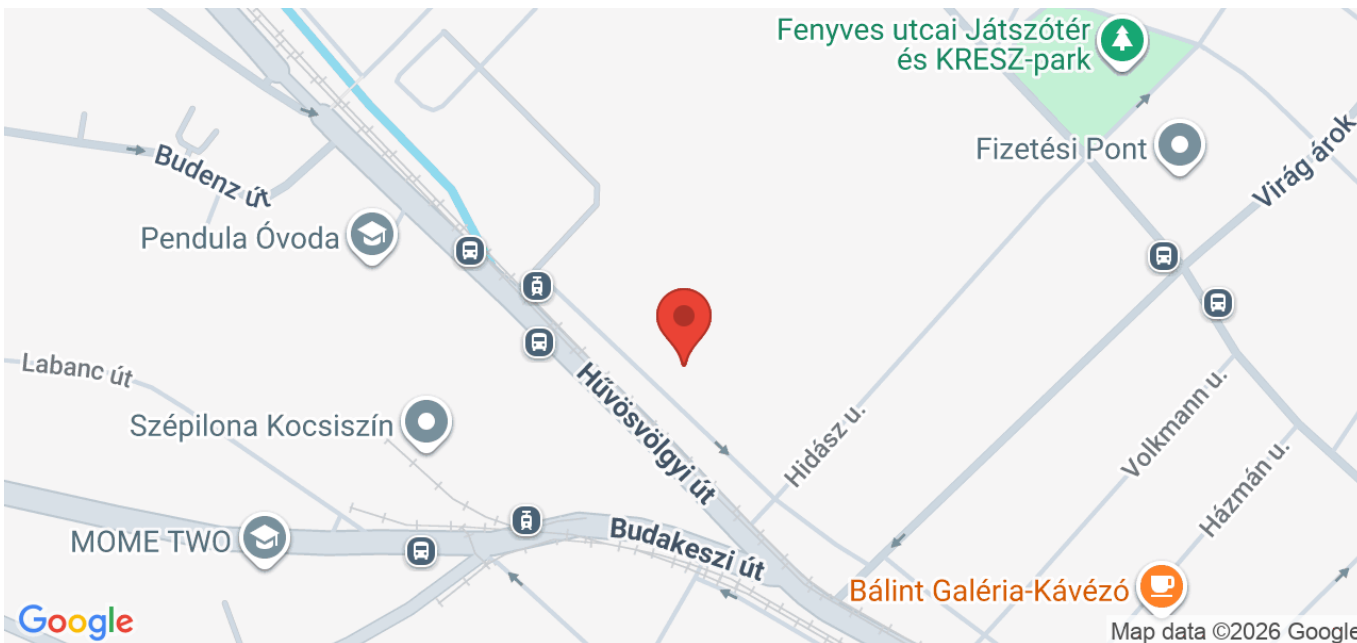 Fenyves utcai Játszótér
és KRESZ-park
Fizetési Pont
Virág árok
Budenz út
Pendula Óvoda
Labanc út
Hűvösvölgyi út
Szépilona Kocsiszín
Hidász u.
Volkmann u.
Házmán u.
MOME TWO
Budakeszi út
Bálint Galéria-Kávézó
Google
Map data ©2026 Google